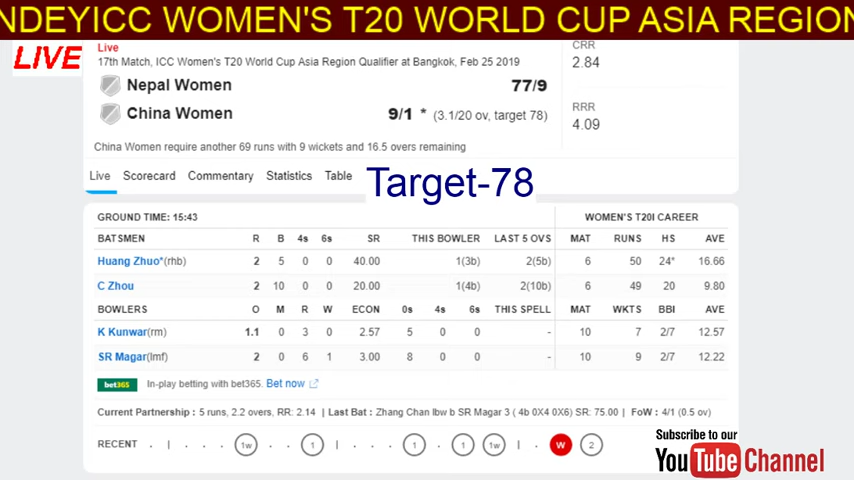 NDEYICC WOMEN'S T20 WORLD CUP ASIA REGION
LIVE
Live
17th Match, ICC Women's T20 World Cup Asia Region Qualifier at Bangkok, Feb 25 2019
Nepal Women 77/9
China Women 9/1 * (3.1/20 ov, target 78)
China Women require another 69 runs with 9 wickets and 16.5 overs remaining
CRR
2.84
RRR
4.09
Live Scorecard Commentary Statistics Table
Target-78
GROUND TIME: 15:43 WOMEN'S T20I CAREER
BATSMEN R B 4s 6s SR THIS BOWLER LAST 5 OVS MAT RUNS HS AVE
Huang Zhuo*(rhb) 2 5 0 0 40.00 1(3b) 2(5b) 6 50 24* 16.66
C Zhou 2 10 0 0 20.00 1(4b) 2(10b) 6 49 20 9.80
BOWLERS O M R W ECON 0s 4s 6s THIS SPELL MAT WKTS BBI AVE
K Kunwar(rm) 1.1 0 3 0 2.57 5 0 0 - 10 7 2/7 12.57
SR Magar(lmf) 2 0 6 1 3.00 8 0 0 - 10 9 2/7 12.22
bet365 In-play betting with bet365. Bet now
Current Partnership : 5 runs, 2.2 overs, RR: 2.14 | Last Bat : Zhang Chan lbw b SR Magar 3 ( 4b 0X4 0X6) SR: 75.00 | FoW : 4/1 (0.5 ov)
RECENT . | . . . 1w . . 1 | . . . 1 . 1 1w | . W 2
Subscribe to our
YouTube Channel